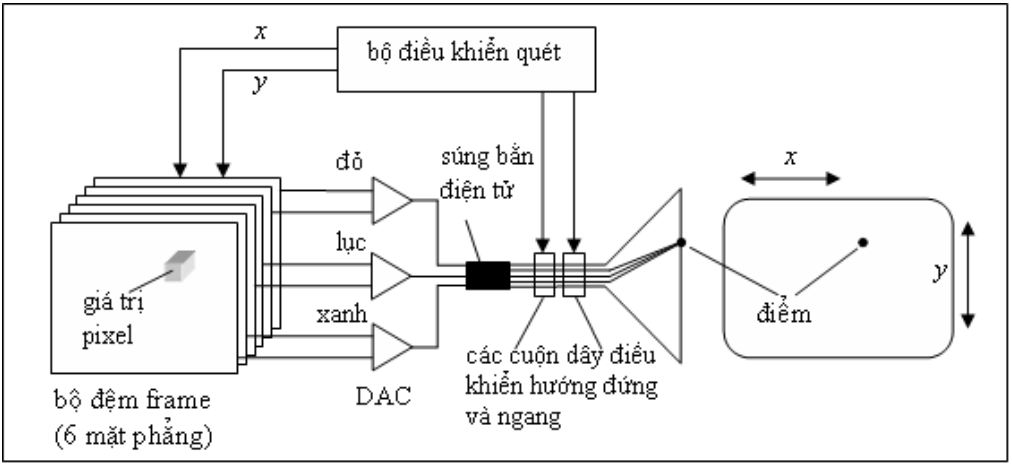 x
bộ điều khiển quét
y
đỏ
súng bắn
điện tử
x
lục
giá trị
pixel
xanh
điểm
y
DAC
các cuộn dây điều
khiển hướng đứng
và ngang
bộ đệm frame
(6 mặt phẳng)